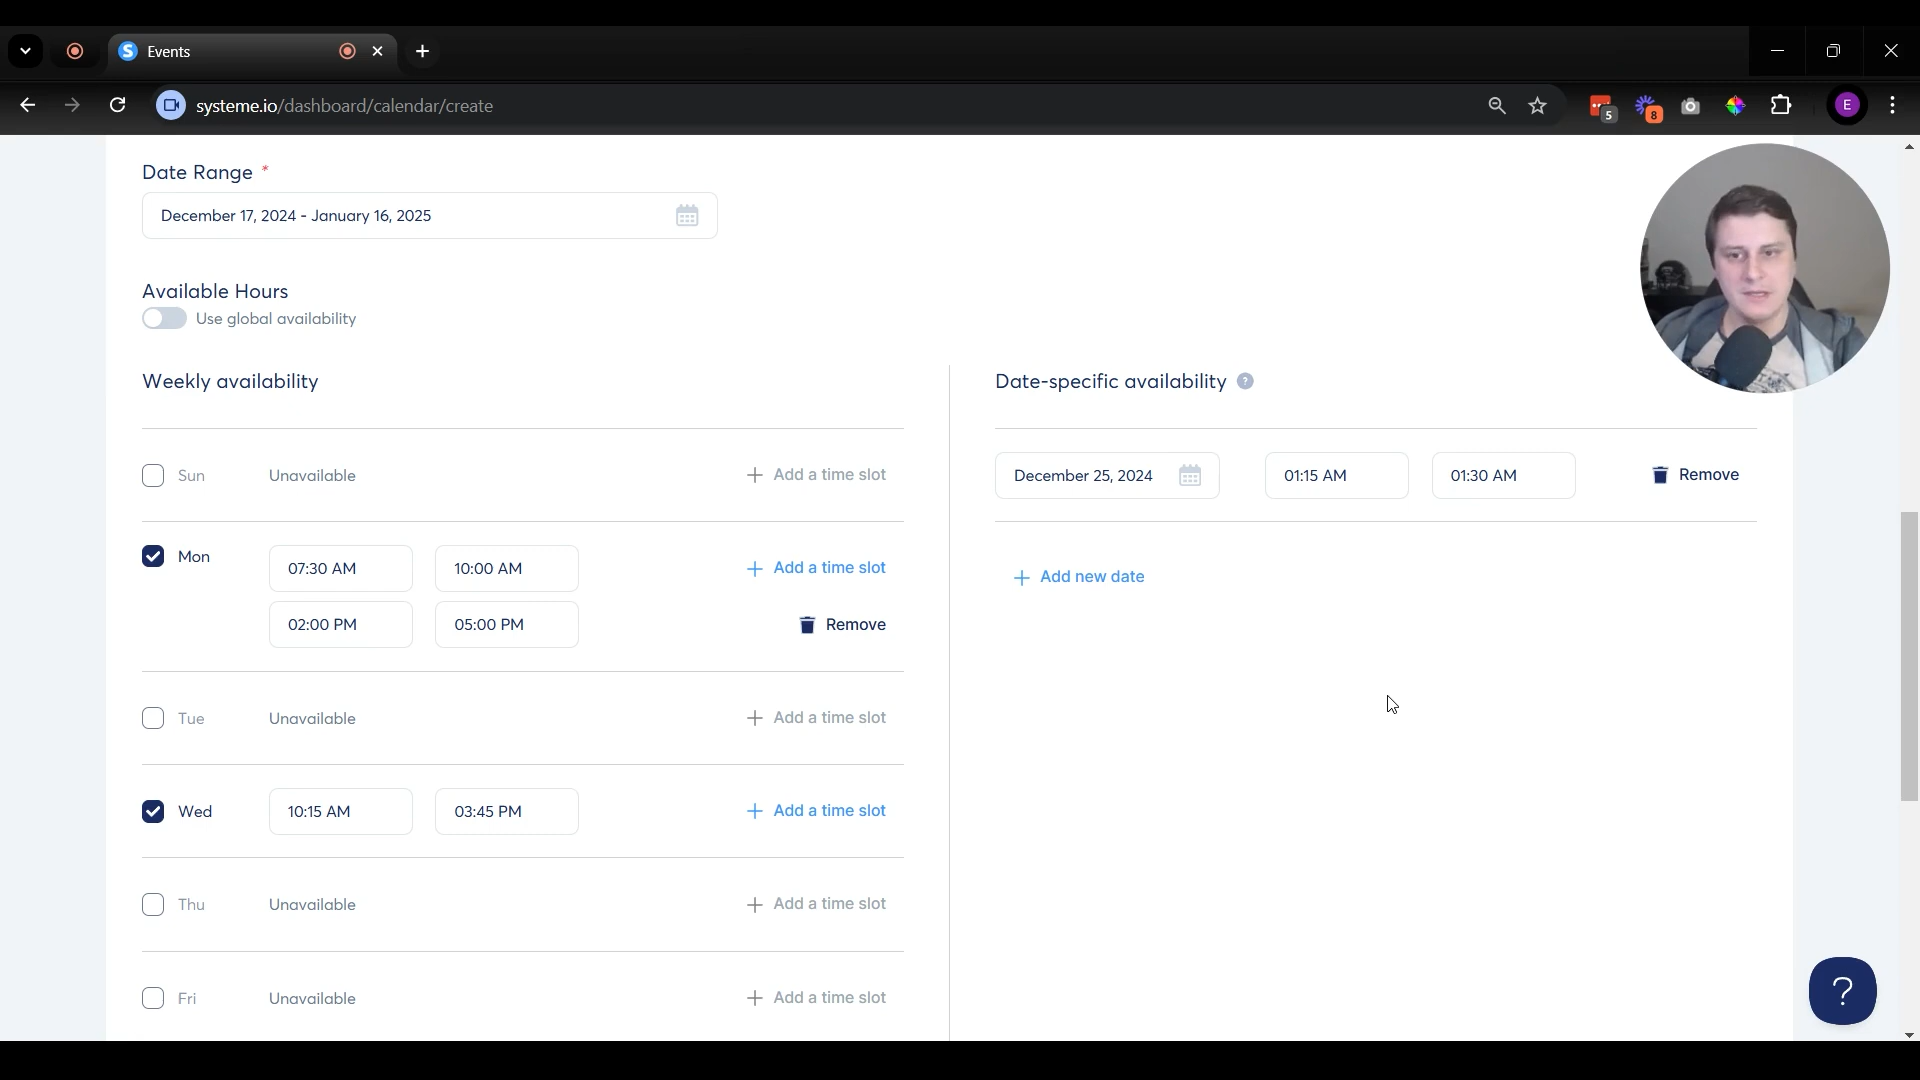 Events
systeme.io/dashboard/calendar/create
5
8
E
Date Range *
December 17, 2024 - January 16, 2025
Available Hours
Use global availability
Weekly availability
Sun Unavailable + Add a time slot
Mon 07:30 AM 10:00 AM + Add a time slot
02:00 PM 05:00 PM Remove
Tue Unavailable + Add a time slot
Wed 10:15 AM 03:45 PM + Add a time slot
Thu Unavailable + Add a time slot
Fri Unavailable + Add a time slot
Date-specific availability ?
December 25, 2024 01:15 AM 01:30 AM Remove
+ Add new date
?